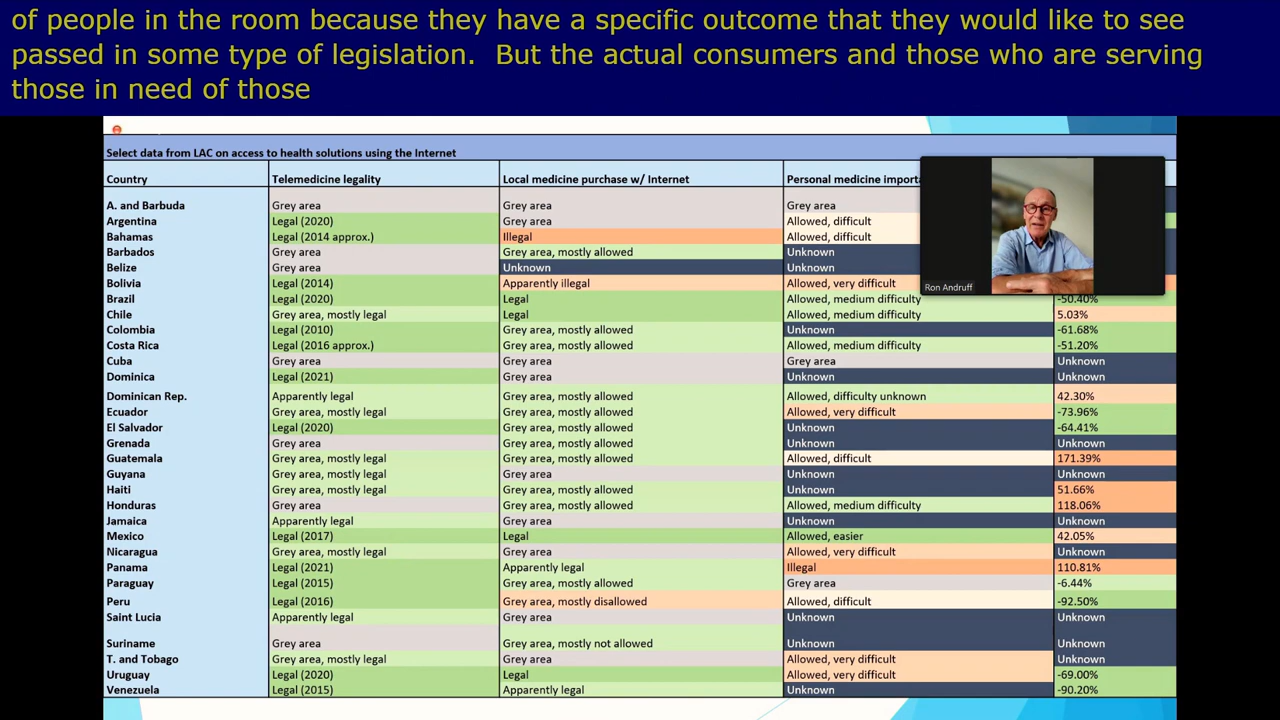 of people in the room because they have a specific outcome that they would like to see
passed in some type of legislation.  But the actual consumers and those who are serving
those in need of those
Select data from LAC on access to health solutions using the Internet
Country Telemedicine legality Local medicine purchase w/ Internet Personal medicine importa
A. and Barbuda Grey area Grey area Grey area
Argentina Legal (2020) Grey area Allowed, difficult
Bahamas Legal (2014 approx.) Illegal Allowed, difficult
Barbados Grey area Grey area, mostly allowed Unknown
Belize Grey area Unknown Unknown
Bolivia Legal (2014) Apparently illegal Allowed, very difficult
Ron Andruff
Brazil Legal (2020) Legal Allowed, medium difficulty -50.40%
Chile Grey area, mostly legal Legal Allowed, medium difficulty 5.03%
Colombia Legal (2010) Grey area, mostly allowed Unknown -61.68%
Costa Rica Legal (2016 approx.) Grey area, mostly allowed Allowed, medium difficulty -51.20%
Cuba Grey area Grey area Grey area Unknown
Dominica Legal (2021) Grey area Unknown Unknown
Dominican Rep. Apparently legal Grey area, mostly allowed Allowed, difficulty unknown 42.30%
Ecuador Grey area, mostly legal Grey area, mostly allowed Allowed, very difficult -73.96%
El Salvador Legal (2020) Grey area, mostly allowed Unknown -64.41%
Grenada Grey area Grey area, mostly allowed Unknown Unknown
Guatemala Grey area, mostly legal Grey area, mostly allowed Allowed, difficult 171.39%
Guyana Grey area, mostly legal Grey area Unknown Unknown
Haiti Grey area, mostly legal Grey area, mostly allowed Unknown 51.66%
Honduras Grey area Grey area, mostly allowed Allowed, medium difficulty 118.06%
Jamaica Apparently legal Grey area Unknown Unknown
Mexico Legal (2017) Legal Allowed, easier 42.05%
Nicaragua Grey area, mostly legal Grey area Allowed, very difficult Unknown
Panama Legal (2021) Apparently legal Illegal 110.81%
Paraguay Legal (2015) Grey area, mostly allowed Grey area -6.44%
Peru Legal (2016) Grey area, mostly disallowed Allowed, difficult -92.50%
Saint Lucia Apparently legal Grey area Unknown Unknown
Suriname Grey area Grey area, mostly not allowed Unknown Unknown
T. and Tobago Grey area, mostly legal Grey area Allowed, very difficult Unknown
Uruguay Legal (2020) Legal Allowed, very difficult -69.00%
Venezuela Legal (2015) Apparently legal Unknown -90.20%